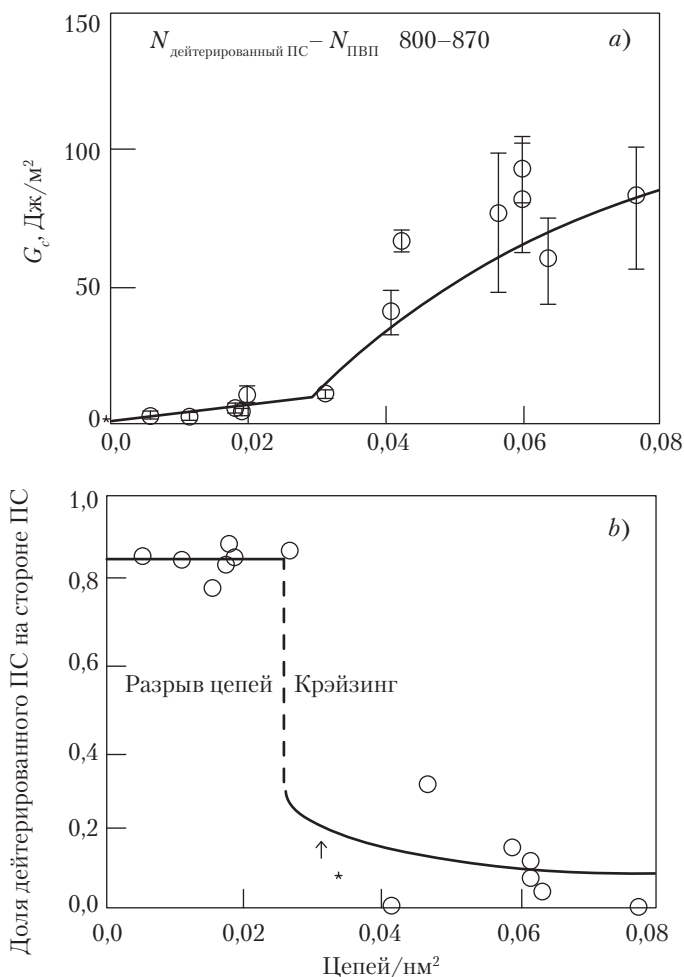 150
N дейтерированный ПС – N ПВП 800–870 a)
100
G_c, Дж/м²
50
0
*
0,0 0,02 0,04 0,06 0,08
1,0
b)
0,8
0,6
Разрыв цепей Крэйзинг
0,4
0,2
↑
*
0,0
0,0 0,02 0,04 0,06 0,08
Цепей/нм²
Доля дейтерированного ПС на стороне ПС